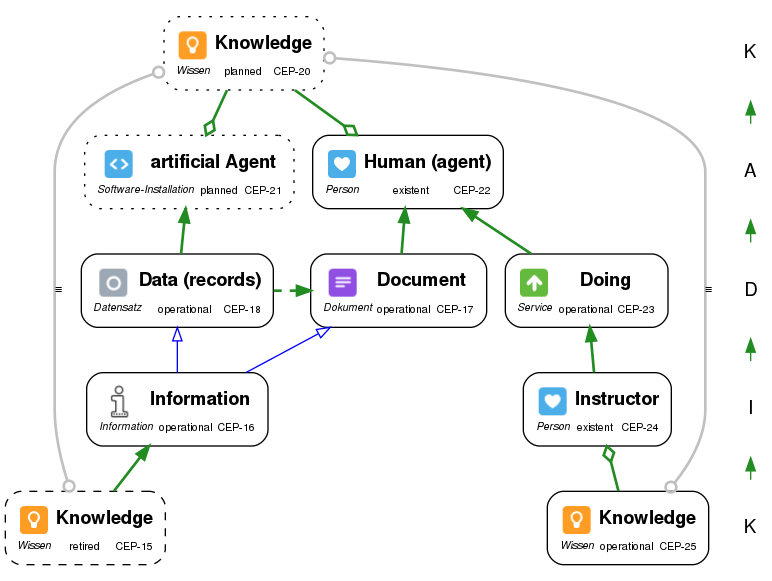 Knowledge
Wissen planned CEP-20
K
artificial Agent
Software-Installation planned CEP-21
Human (agent)
Person existent CEP-22
A
Data (records)
Datensatz operational CEP-18
Document
Dokument operational CEP-17
Doing
Service operational CEP-23
≡
≡
D
Information
Information operational CEP-16
Instructor
Person existent CEP-24
I
Knowledge
Wissen retired CEP-15
Knowledge
Wissen operational CEP-25
K